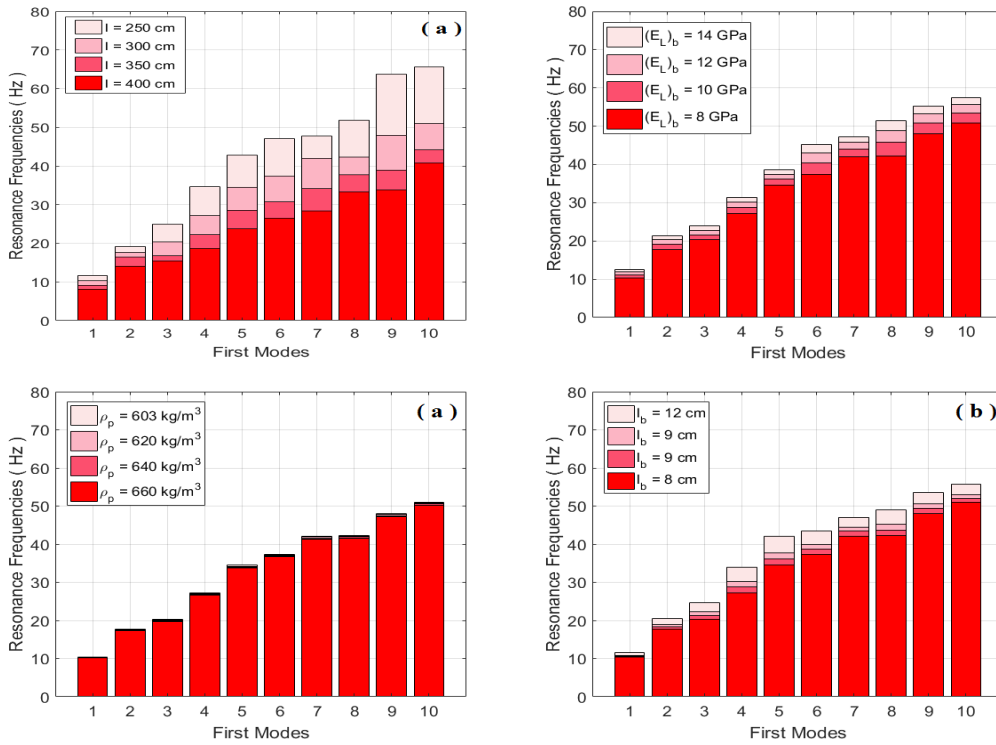 80
70
60
50
40
30
20
10
0
Resonance Frequencies ( Hz )
l = 250 cm
l = 300 cm
l = 350 cm
l = 400 cm
( a )
1 2 3 4 5 6 7 8 9 10
First Modes
80
70
60
50
40
30
20
10
0
Resonance Frequencies ( Hz )
(E_L)_b = 14 GPa
(E_L)_b = 12 GPa
(E_L)_b = 10 GPa
(E_L)_b = 8 GPa
1 2 3 4 5 6 7 8 9 10
First Modes
80
70
60
50
40
30
20
10
0
Resonance Frequencies ( Hz )
ρ_p = 603 kg/m³
ρ_p = 620 kg/m³
ρ_p = 640 kg/m³
ρ_p = 660 kg/m³
( a )
1 2 3 4 5 6 7 8 9 10
First Modes
80
70
60
50
40
30
20
10
0
Resonance Frequencies ( Hz )
l_b = 12 cm
l_b = 9 cm
l_b = 9 cm
l_b = 8 cm
( b )
1 2 3 4 5 6 7 8 9 10
First Modes